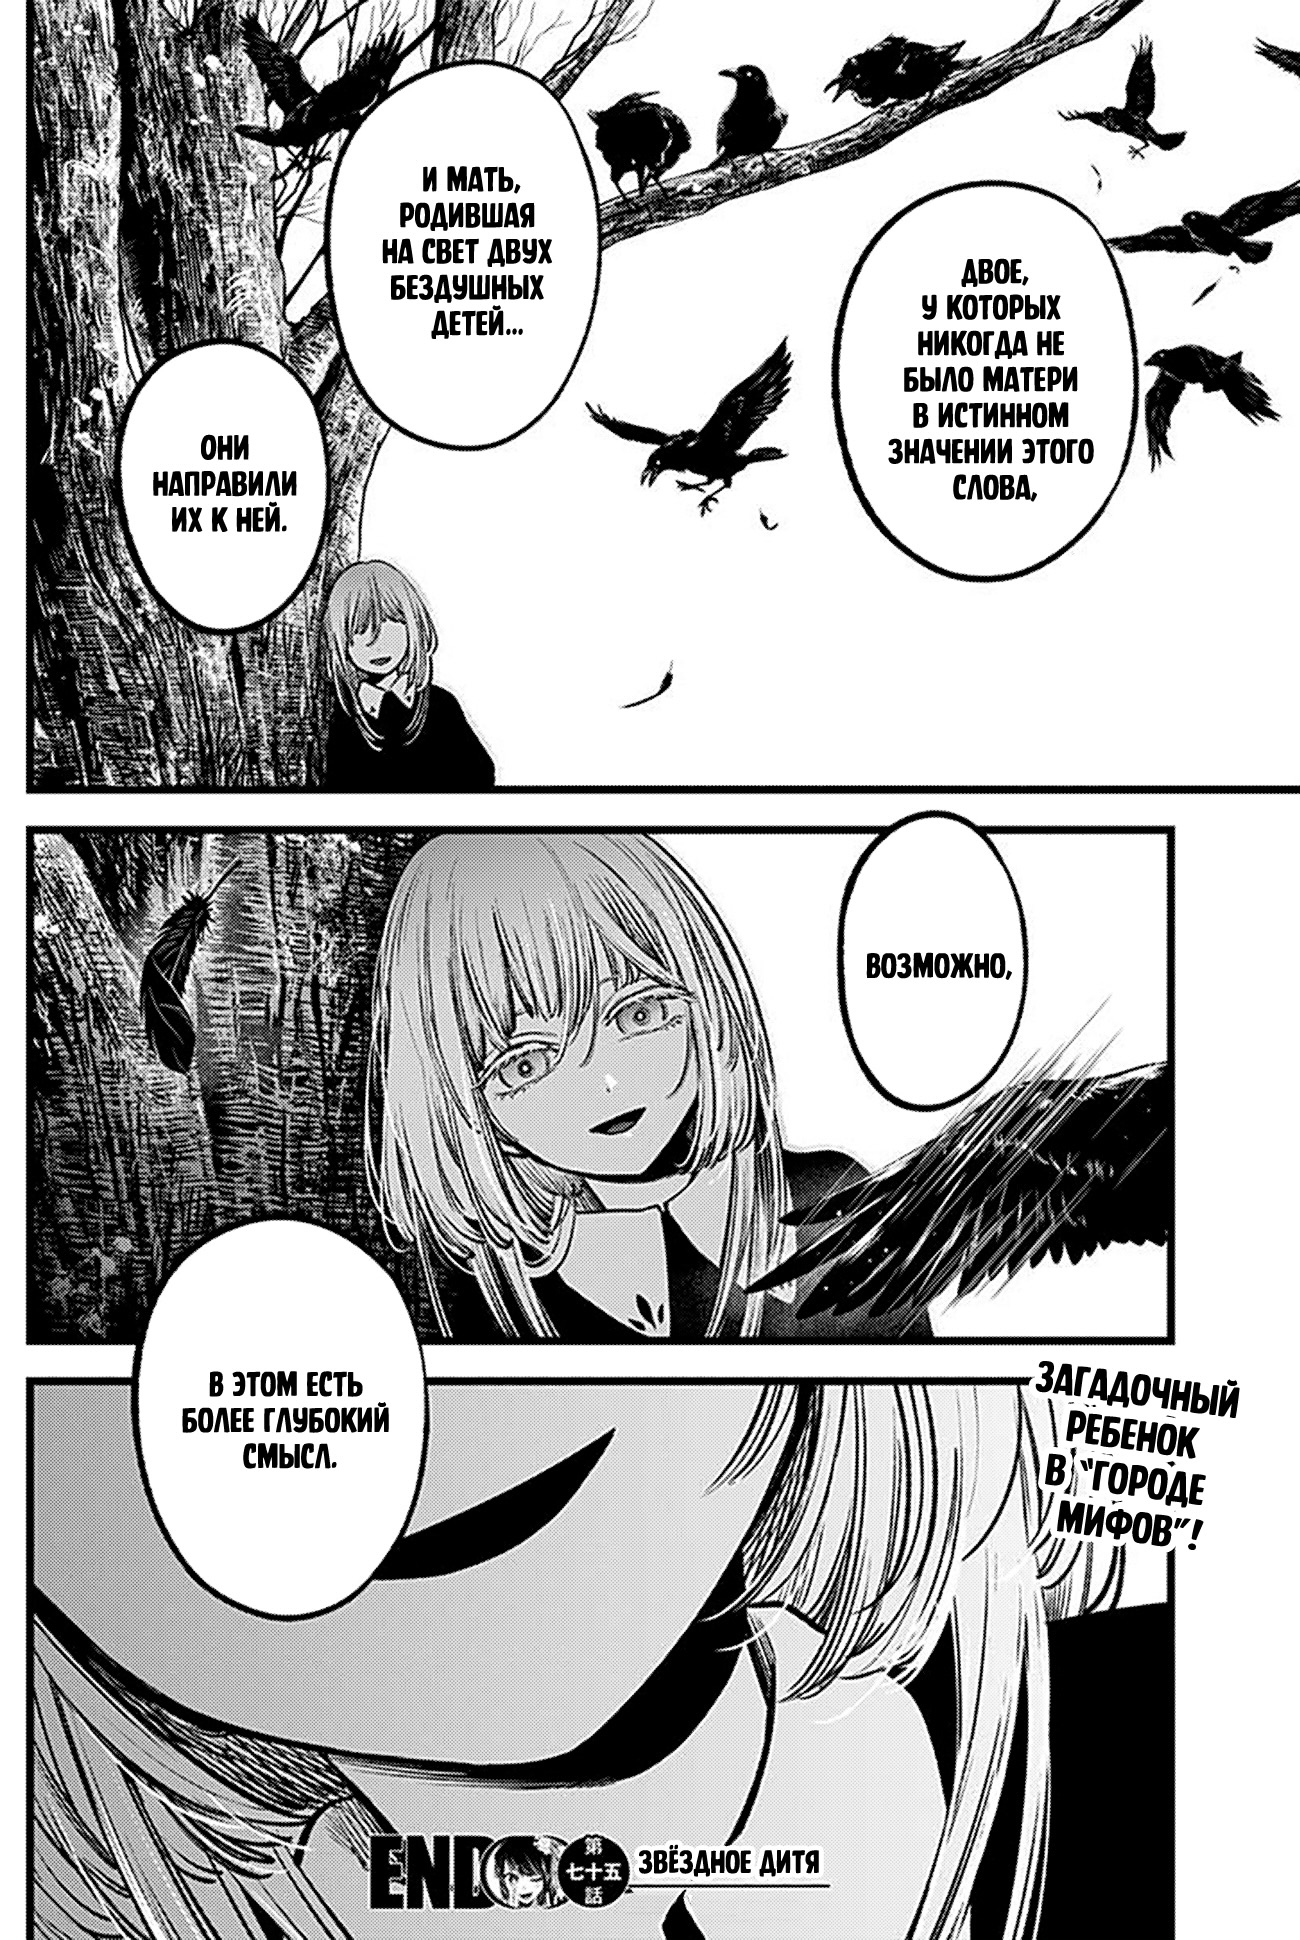 ДВОЕ,
У КОТОРЫХ
НИКОГДА НЕ
БЫЛО МАТЕРИ
В ИСТИННОМ
ЗНАЧЕНИИ ЭТОГО
СЛОВА,
И МАТЬ,
РОДИВШАЯ
НА СВЕТ ДВУХ
БЕЗДУШНЫХ
ДЕТЕЙ...
ОНИ
НАПРАВИЛИ
ИХ К НЕЙ.
ВОЗМОЖНО,
В ЭТОМ ЕСТЬ
БОЛЕЕ ГЛУБОКИЙ
СМЫСЛ.
ЗАГАДОЧНЫЙ
РЕБЕНОК
В "ГОРОДЕ
МИФОВ"!
END
第
七十五
話
ЗВЁЗДНОЕ ДИТЯ